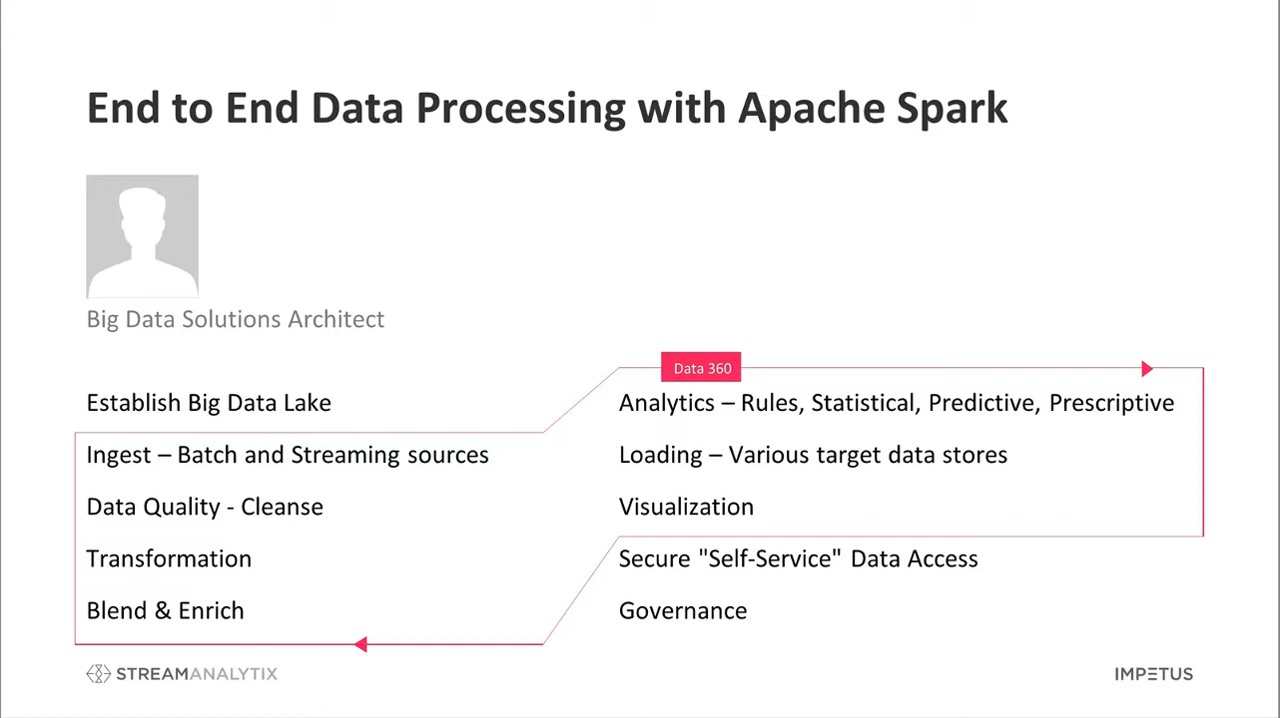 End to End Data Processing with Apache Spark
Big Data Solutions Architect
Establish Big Data Lake
Ingest – Batch and Streaming sources
Data Quality - Cleanse
Transformation
Blend & Enrich
Data 360
Analytics – Rules, Statistical, Predictive, Prescriptive
Loading – Various target data stores
Visualization
Secure "Self-Service" Data Access
Governance
STREAMANALYTIX
IMPETUS